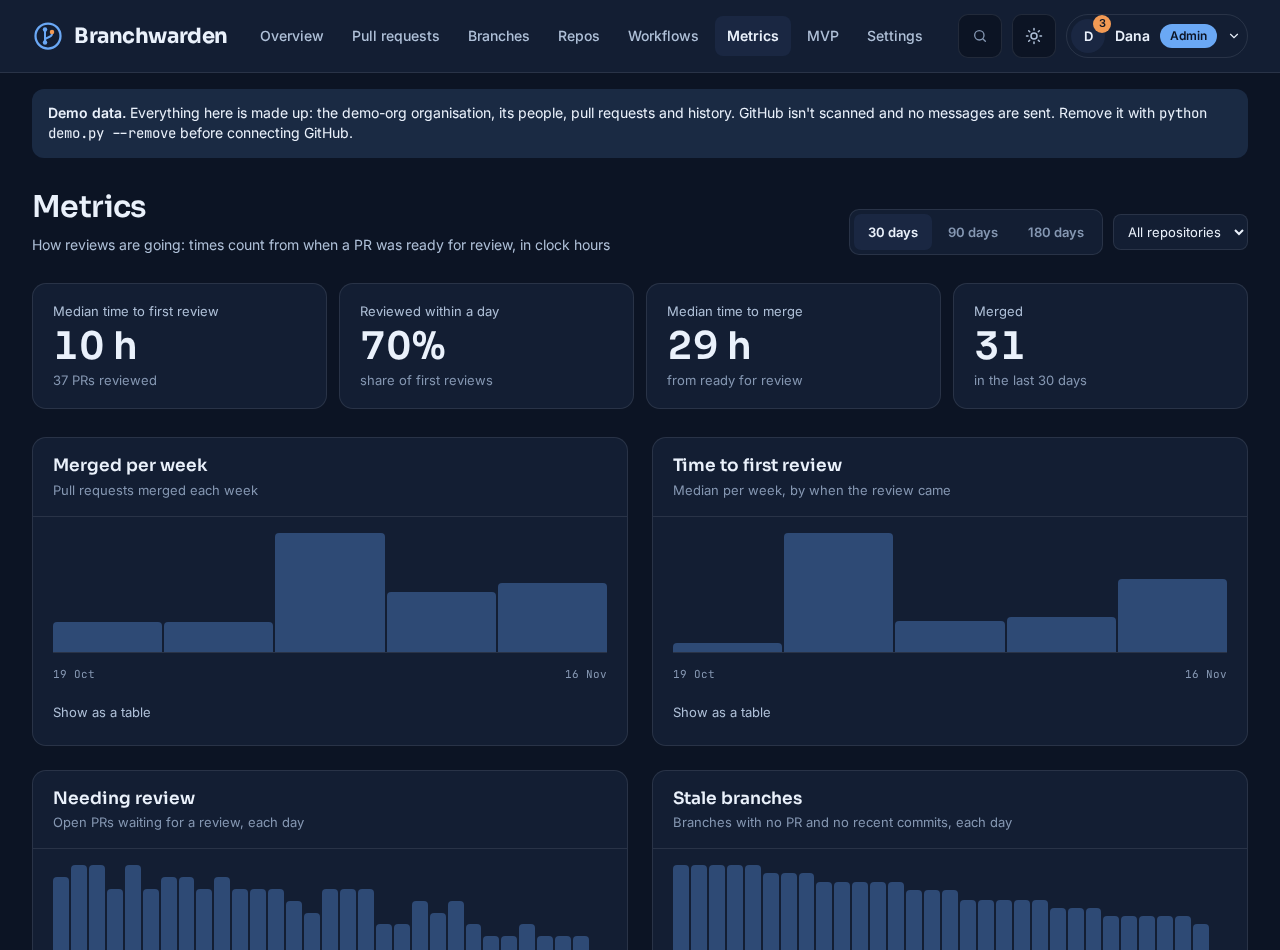 Branchwarden
Overview
Pull requests
Branches
Repos
Workflows
Metrics
MVP
Settings
D
3
Dana
Admin
Demo data. Everything here is made up: the demo-org organisation, its people, pull requests and history. GitHub isn't scanned and no messages are sent. Remove it with python
demo.py --remove before connecting GitHub.
Metrics
How reviews are going: times count from when a PR was ready for review, in clock hours
30 days
90 days
180 days
All repositories
Median time to first review
10 h
37 PRs reviewed
Reviewed within a day
70%
share of first reviews
Median time to merge
29 h
from ready for review
Merged
31
in the last 30 days
Merged per week
Pull requests merged each week
19 Oct
16 Nov
Show as a table
Time to first review
Median per week, by when the review came
19 Oct
16 Nov
Show as a table
Needing review
Open PRs waiting for a review, each day
Stale branches
Branches with no PR and no recent commits, each day